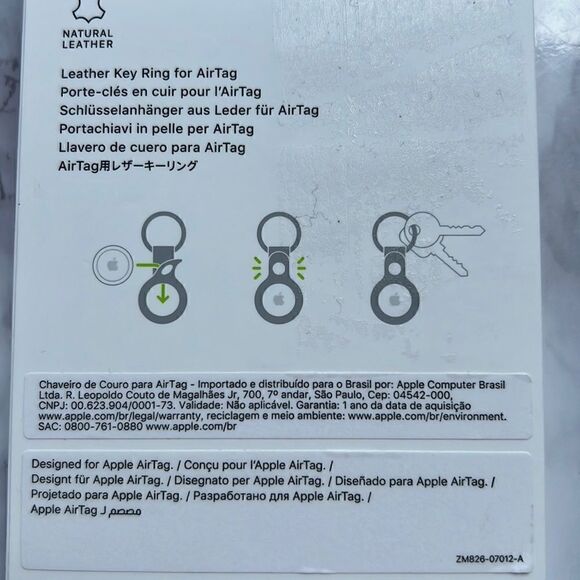 NATURAL
LEATHER
Leather Key Ring for AirTag
Porte-clés en cuir pour l'AirTag
Schlüsselanhänger aus Leder für AirTag
Portachiavi in pelle per AirTag
Llavero de cuero para AirTag
AirTag用レザーキーリング
Chaveiro de Couro para AirTag - Importado e distribuído para o Brasil por: Apple Computer Brasil
Ltda. R. Leopoldo Couto de Magalhães Jr, 700, 7º andar, São Paulo, Cep: 04542-000,
CNPJ: 00.623.904/0001-73. Validade: Não aplicável. Garantia: 1 ano da data de aquisição
www.apple.com/br/legal/warranty, reciclagem e meio ambiente: www.apple.com/br/environment.
SAC: 0800-761-0880 www.apple.com/br
Designed for Apple AirTag. / Conçu pour l'Apple AirTag. /
Designt für Apple AirTag. / Disegnato per Apple AirTag. / Diseñado para Apple AirTag. /
Projetado para Apple AirTag. / Разработано для Apple AirTag. /
مصمم لـ Apple AirTag
ZM826-07012-A